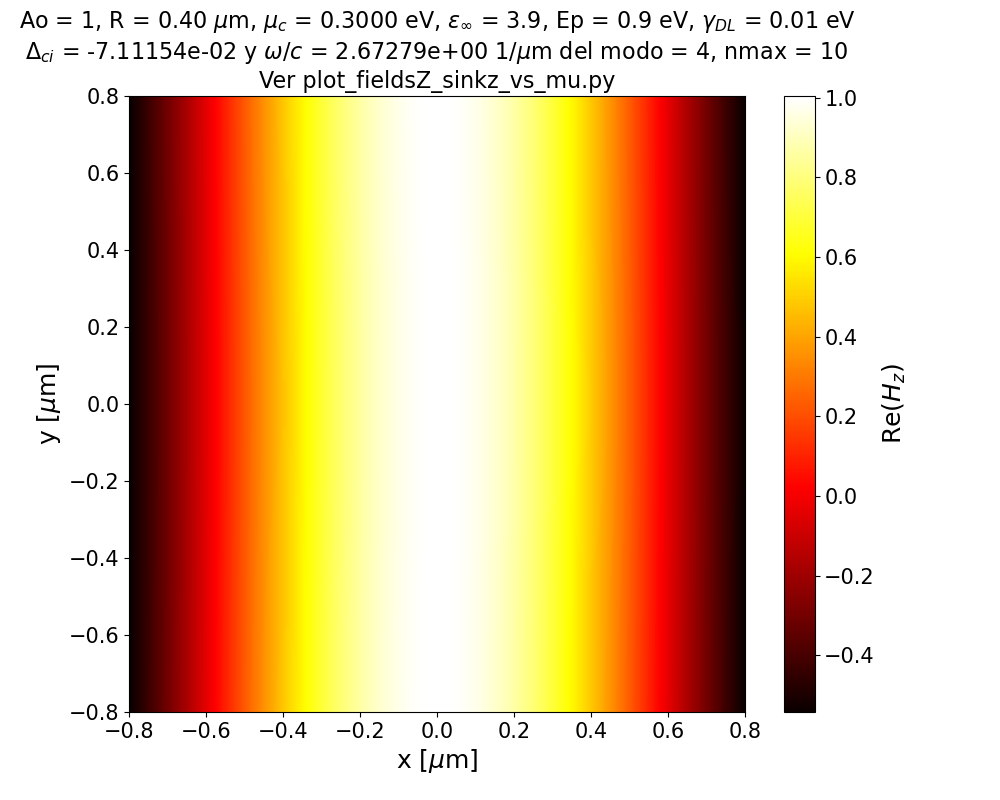 Ao = 1, R = 0.40 μm, μ_c = 0.3000 eV, ε_∞ = 3.9, Ep = 0.9 eV, γ_DL = 0.01 eV
Δ_ci = -7.11154e-02 y ω/c = 2.67279e+00 1/μm del modo = 4, nmax = 10
Ver plot_fieldsZ_sinkz_vs_mu.py
0.8
0.6
0.4
0.2
0.0
−0.2
−0.4
−0.6
−0.8
y [μm]
−0.8 −0.6 −0.4 −0.2 0.0 0.2 0.4 0.6 0.8
x [μm]
1.0
0.8
0.6
0.4
0.2
0.0
−0.2
−0.4
Re(H_z)